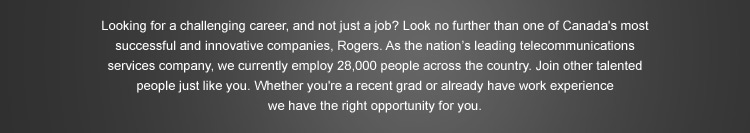 Looking for a challenging career, and not just a job? Look no further than one of Canada's most
successful and innovative companies, Rogers. As the nation’s leading telecommunications
services company, we currently employ 28,000 people across the country. Join other talented
people just like you. Whether you're a recent grad or already have work experience
we have the right opportunity for you.